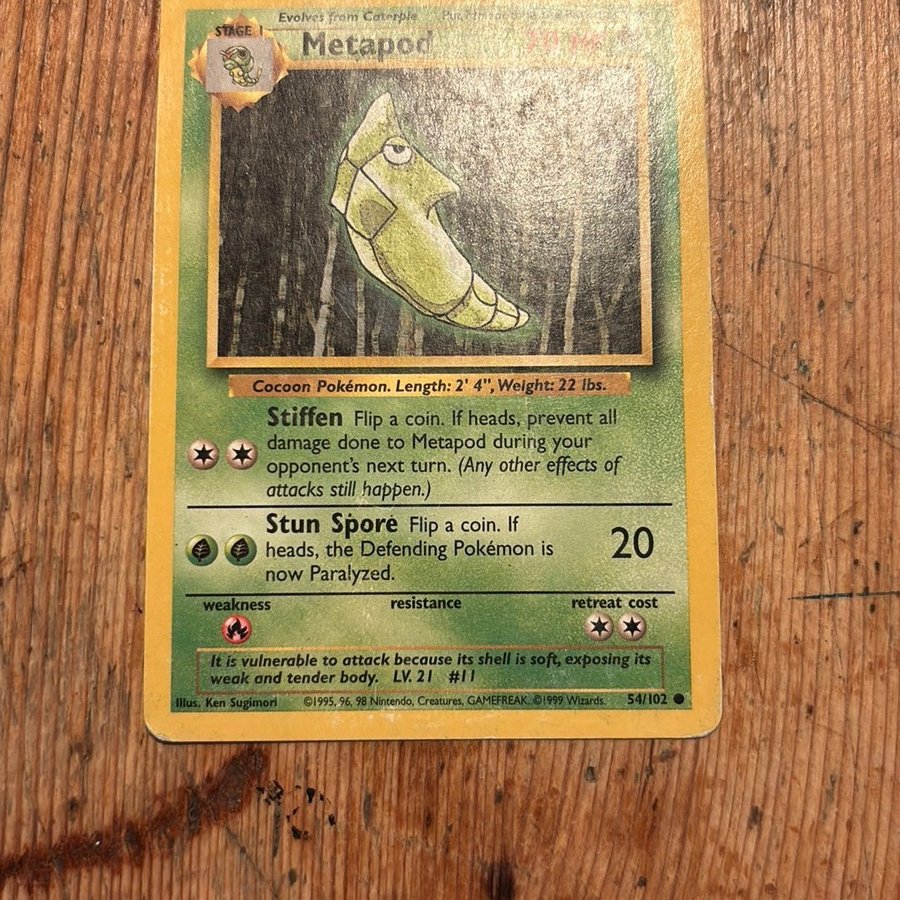 Evolves from Caterpie
STAGE 1
Metapod
Cocoon Pokémon. Length: 2' 4", Weight: 22 lbs.
Stiffen Flip a coin. If heads, prevent all
damage done to Metapod during your
opponent's next turn. (Any other effects of
attacks still happen.)
Stun Spore Flip a coin. If
heads, the Defending Pokémon is
now Paralyzed.
20
weakness resistance retreat cost
It is vulnerable to attack because its shell is soft, exposing its
weak and tender body. LV. 21 #11
Illus. Ken Sugimori ©1995, 96, 98 Nintendo, Creatures, GAMEFREAK. ©1999 Wizards. 54/102